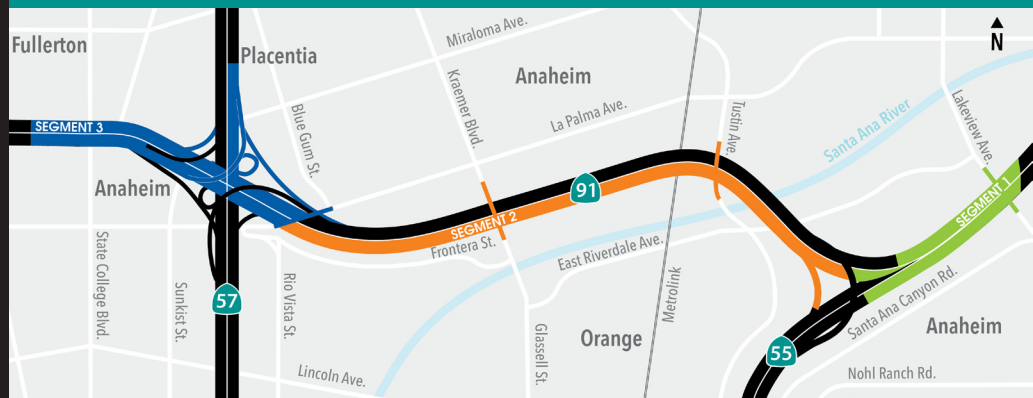 Fullerton
Placentia
N
Miraloma Ave.
Anaheim
Kraemer Blvd.
Blue Gum St.
La Palma Ave.
Tustin Ave
Lakeview Ave.
Santa Ana River
SEGMENT 3
Anaheim
91
SEGMENT 2
SEGMENT 1
Frontera St.
East Riverdale Ave.
State College Blvd.
Sunkist St.
57
Rio Vista St.
Metrolink
Santa Ana Canyon Rd.
Anaheim
Glassell St.
Orange
55
Lincoln Ave.
Nohl Ranch Rd.